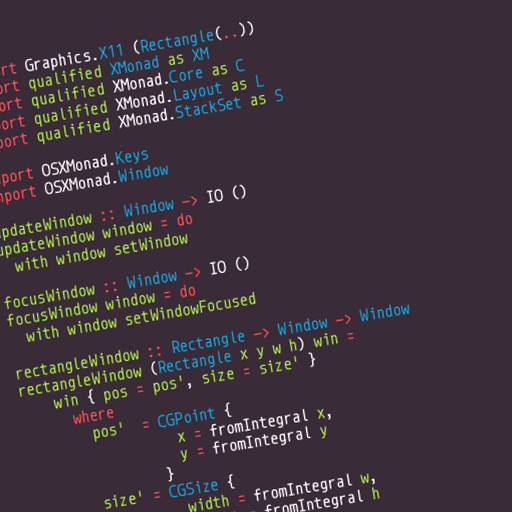 rt Graphics.X11 (Rectangle(..))
ort qualified XMonad as XM
ort qualified XMonad.Core as C
port qualified XMonad.Layout as L
port qualified XMonad.StackSet as S
port OSXMonad.Keys
mport OSXMonad.Window
updateWindow :: Window -> IO ()
updateWindow window = do
with window setWindow
focusWindow :: Window -> IO ()
focusWindow window = do
with window setWindowFocused
rectangleWindow :: Rectangle -> Window -> Window
rectangleWindow (Rectangle x y w h) win =
win { pos = pos', size = size' }
where
pos' = CGPoint {
x = fromIntegral x,
y = fromIntegral y
}
size' = CGSize {
width = fromIntegral w,
= fromIntegral h